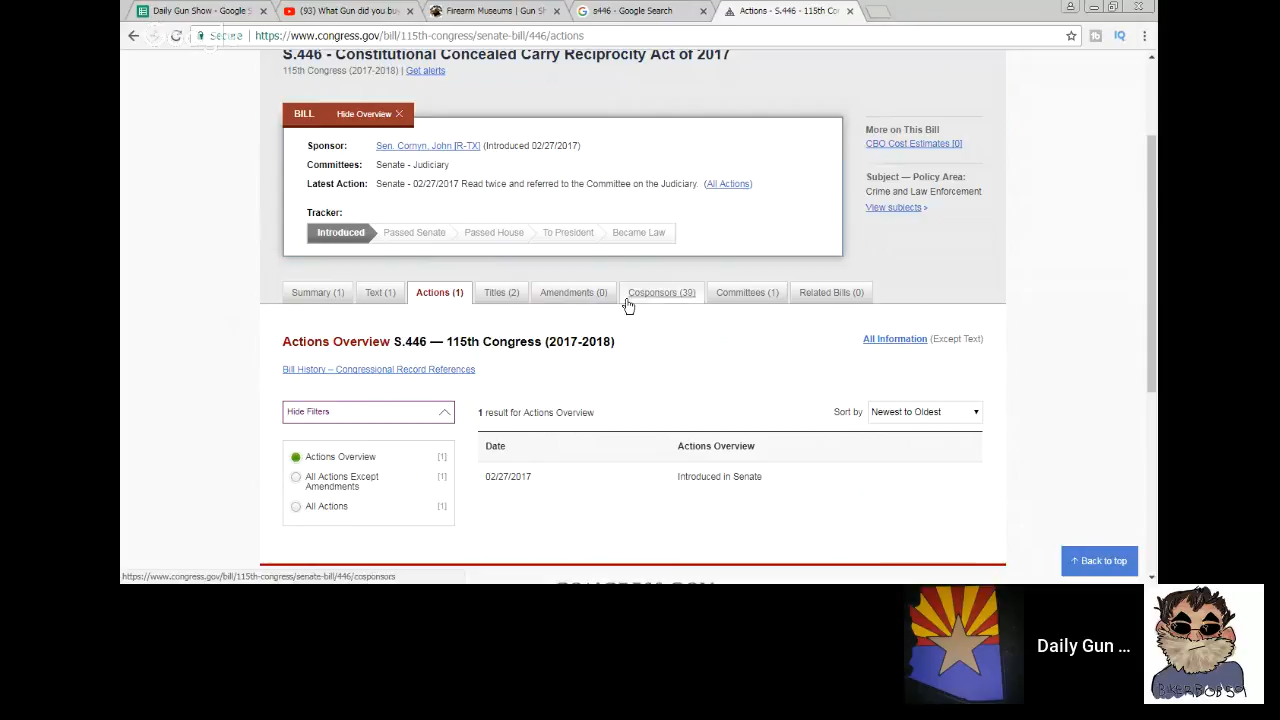 Daily Gun Show - Google S
(93) What Gun did you bu
Firearm Museums | Gun Sh
s446 - Google Search
Actions - S.446 - 115th Co
Secure
https://www.congress.gov/bill/115th-congress/senate-bill/446/actions
S.446 - Constitutional Concealed Carry Reciprocity Act of 2017
115th Congress (2017-2018) | Get alerts
BILL Hide Overview
Sponsor: Sen. Cornyn, John [R-TX] (Introduced 02/27/2017)
Committees: Senate - Judiciary
Latest Action: Senate - 02/27/2017 Read twice and referred to the Committee on the Judiciary. (All Actions)
Tracker:
Introduced Passed Senate Passed House To President Became Law
More on This Bill
CBO Cost Estimates [0]
Subject — Policy Area:
Crime and Law Enforcement
View subjects »
Summary (1) Text (1) Actions (1) Titles (2) Amendments (0) Cosponsors (39) Committees (1) Related Bills (0)
Actions Overview S.446 — 115th Congress (2017-2018)
All Information (Except Text)
Bill History – Congressional Record References
Hide Filters
1 result for Actions Overview
Sort by Newest to Oldest
Actions Overview [1]
All Actions Except
Amendments [1]
All Actions [1]
Date Actions Overview
02/27/2017 Introduced in Senate
↑ Back to top
https://www.congress.gov/bill/115th-congress/senate-bill/446/cosponsors
CONGRESS.GOV
Daily Gun ...
BIKERBOB59